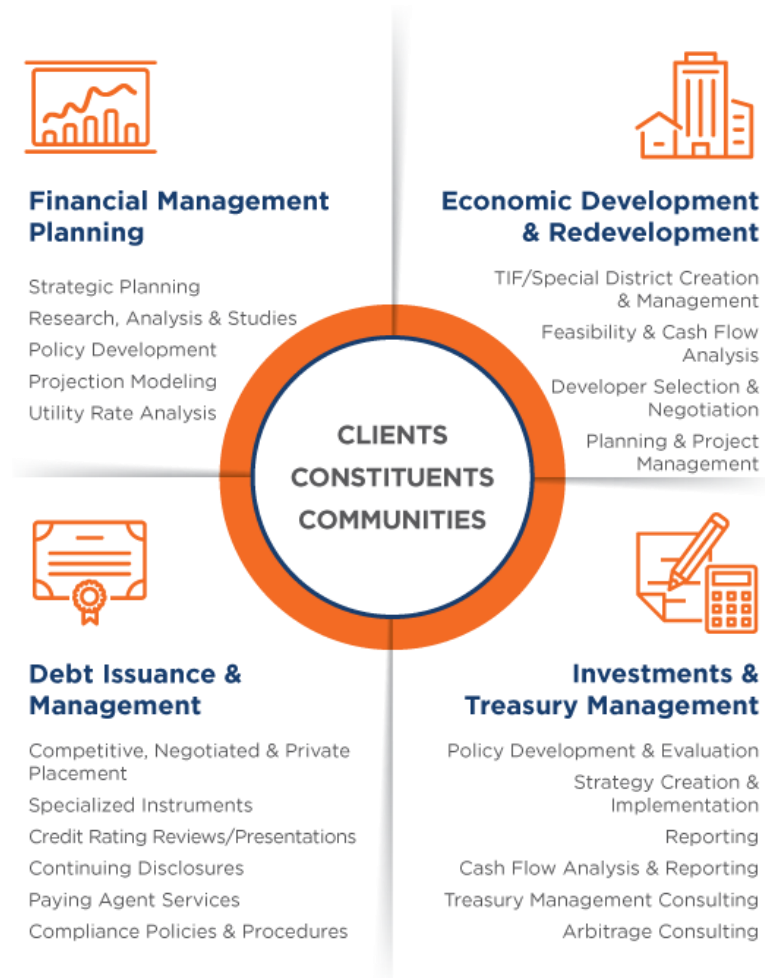 Financial Management
Planning
Strategic Planning
Research, Analysis & Studies
Policy Development
Projection Modeling
Utility Rate Analysis
Economic Development
& Redevelopment
TIF/Special District Creation
& Management
Feasibility & Cash Flow
Analysis
Developer Selection &
Negotiation
Planning & Project
Management
CLIENTS
CONSTITUENTS
COMMUNITIES
Debt Issuance &
Management
Competitive, Negotiated & Private
Placement
Specialized Instruments
Credit Rating Reviews/Presentations
Continuing Disclosures
Paying Agent Services
Compliance Policies & Procedures
Investments &
Treasury Management
Policy Development & Evaluation
Strategy Creation &
Implementation
Reporting
Cash Flow Analysis & Reporting
Treasury Management Consulting
Arbitrage Consulting